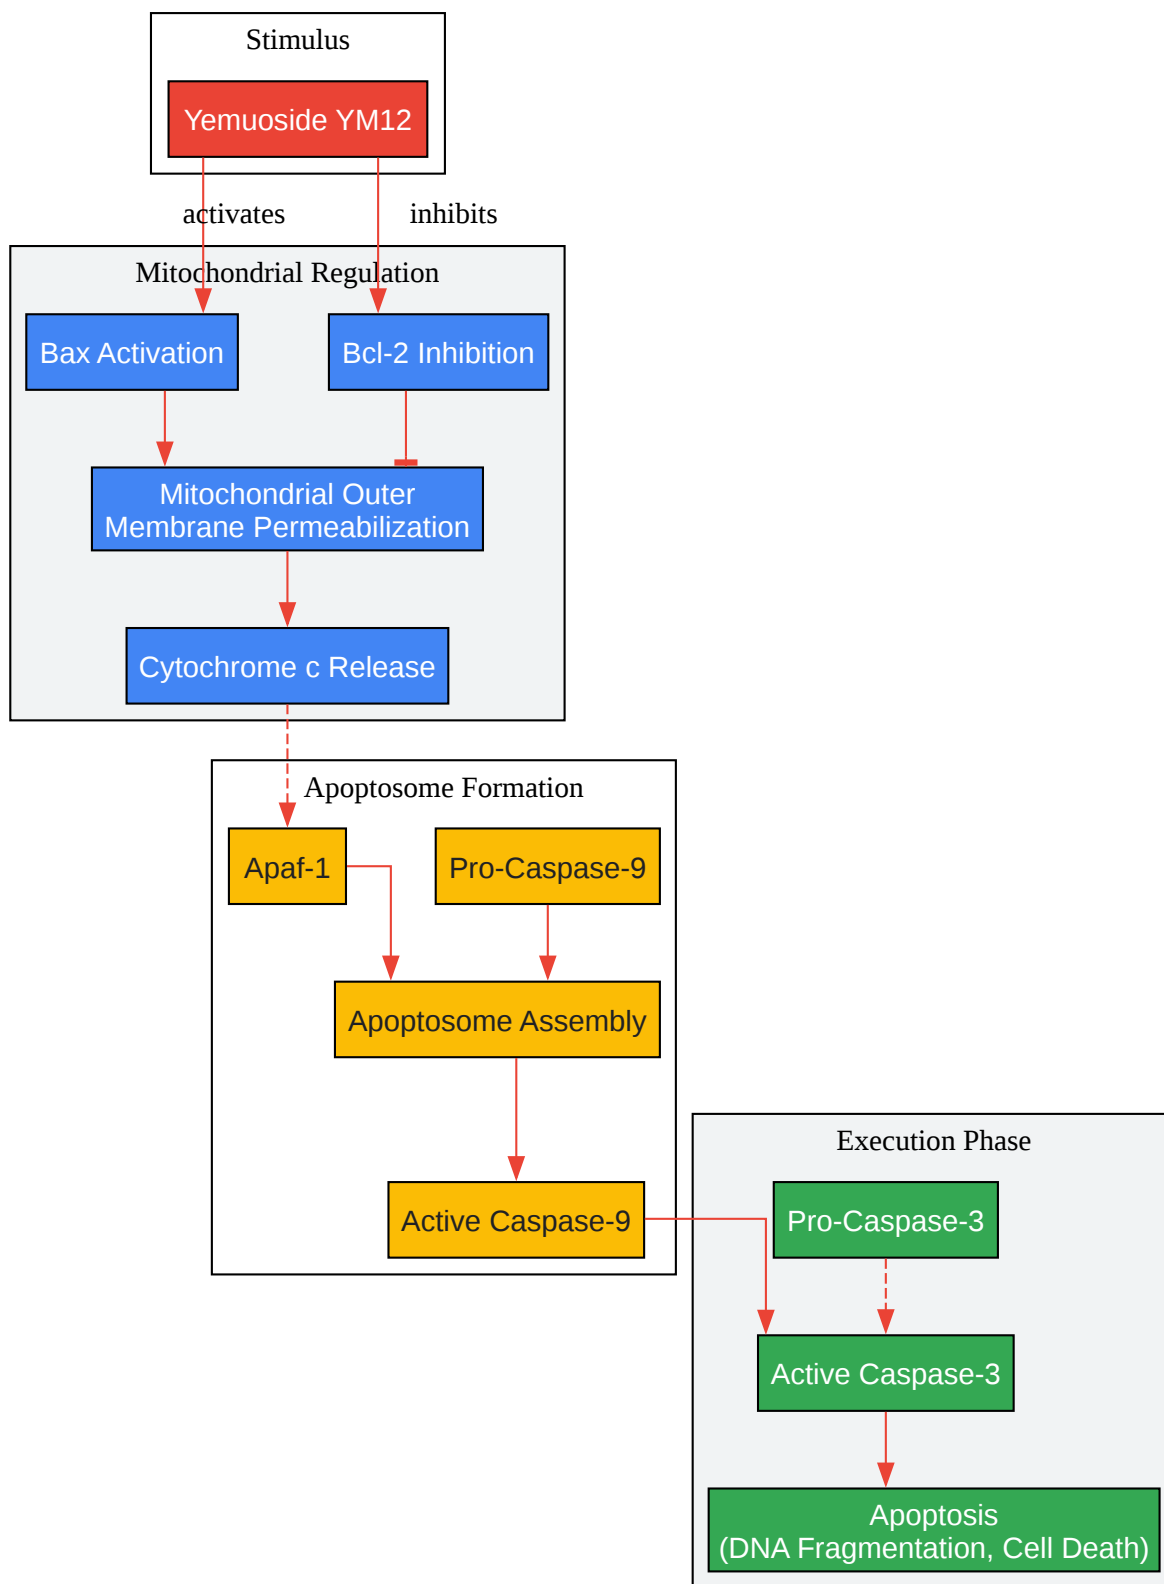 Stimulus
Yemuoside YM12
activates
inhibits
Mitochondrial Regulation
Bax Activation
Bcl-2 Inhibition
Mitochondrial Outer
Membrane Permeabilization
Cytochrome c Release
Apoptosome Formation
Apaf-1
Pro-Caspase-9
Apoptosome Assembly
Active Caspase-9
Execution Phase
Pro-Caspase-3
Active Caspase-3
Apoptosis
(DNA Fragmentation, Cell Death)